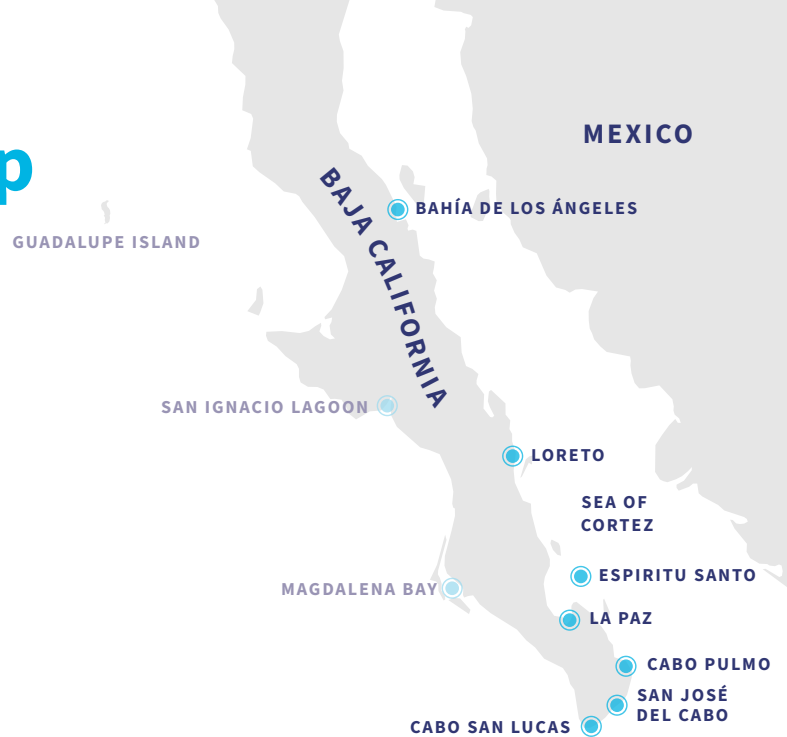 MEXICO
p
BAJA CALIFORNIA
BAHÍA DE LOS ÁNGELES
GUADALUPE ISLAND
SAN IGNACIO LAGOON
LORETO
SEA OF
CORTEZ
ESPIRITU SANTO
MAGDALENA BAY
LA PAZ
CABO PULMO
SAN JOSÉ
DEL CABO
CABO SAN LUCAS